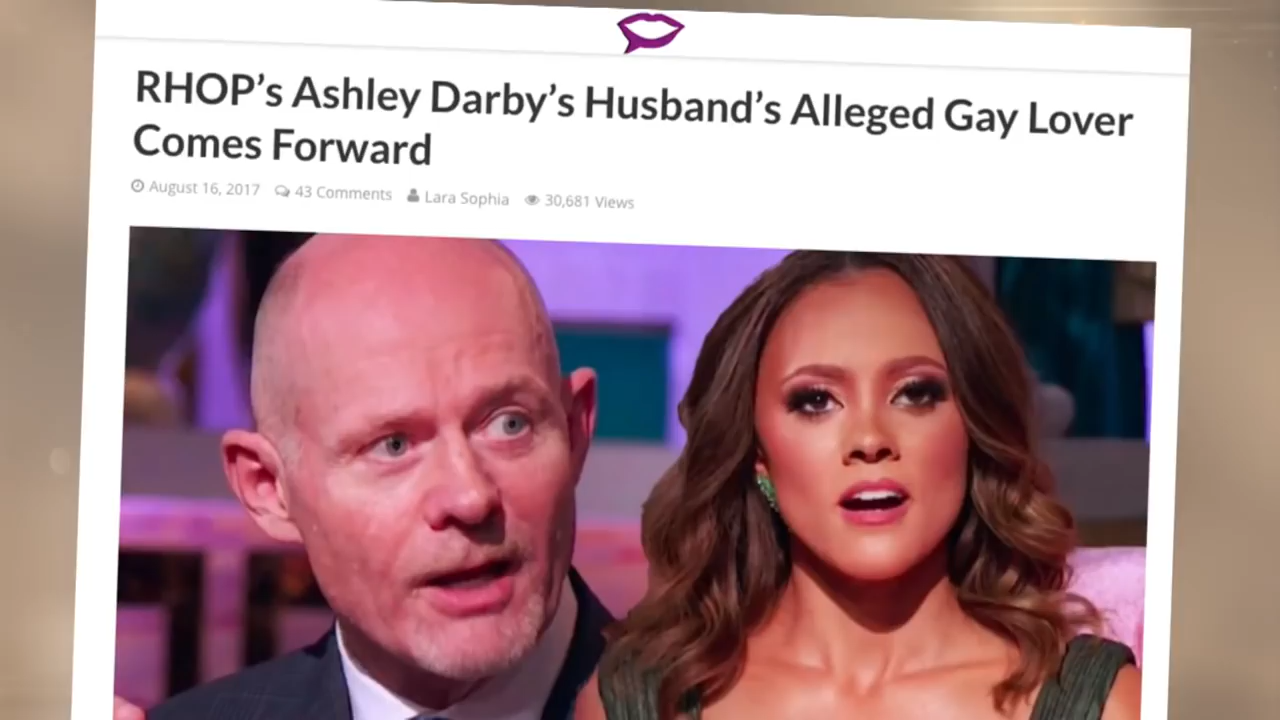 RHOP’s Ashley Darby’s Husband’s Alleged Gay Lover
Comes Forward
August 16, 2017 43 Comments Lara Sophia 30,681 Views